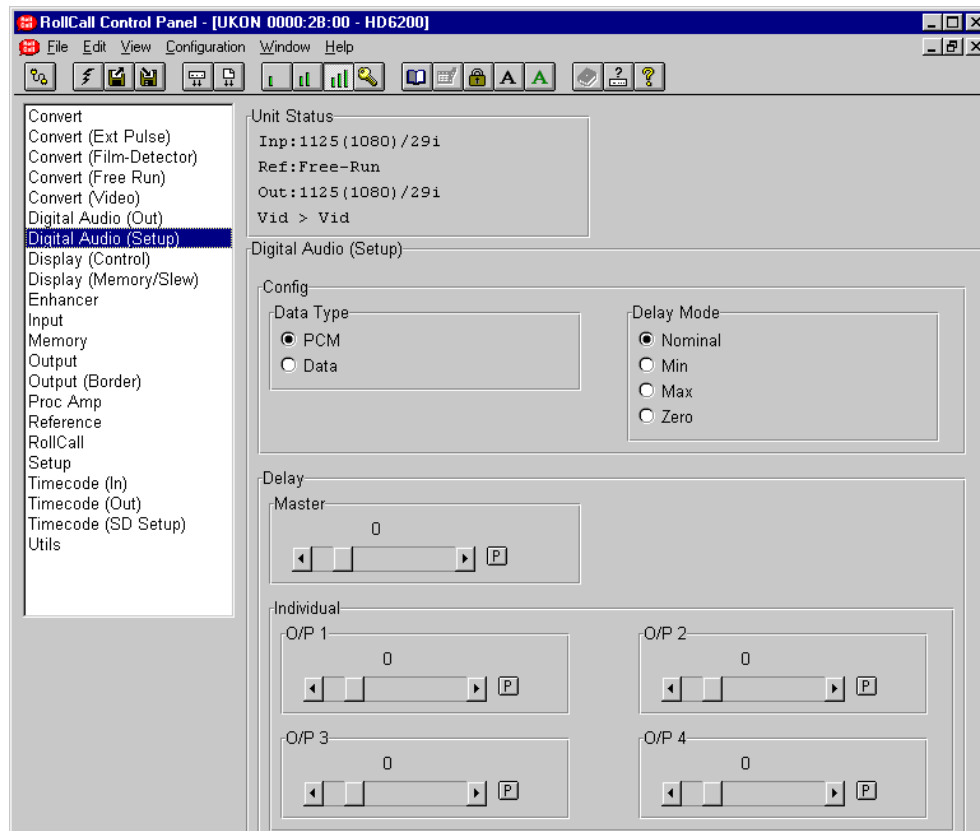 RollCall Control Panel - [UKON 0000:2B:00 - HD6200]
File Edit View Configuration Window Help
A A
Convert
Convert (Ext Pulse)
Convert (Film-Detector)
Convert (Free Run)
Convert (Video)
Digital Audio (Out)
Digital Audio (Setup)
Display (Control)
Display (Memory/Slew)
Enhancer
Input
Memory
Output
Output (Border)
Proc Amp
Reference
RollCall
Setup
Timecode (In)
Timecode (Out)
Timecode (SD Setup)
Utils
Unit Status
Inp:1125(1080)/29i
Ref:Free-Run
Out:1125(1080)/29i
Vid > Vid
Digital Audio (Setup)
Config
Data Type
PCM
Data
Delay Mode
Nominal
Min
Max
Zero
Delay
Master
0
P
Individual
O/P 1
0
P
O/P 2
0
P
O/P 3
0
P
O/P 4
0
P